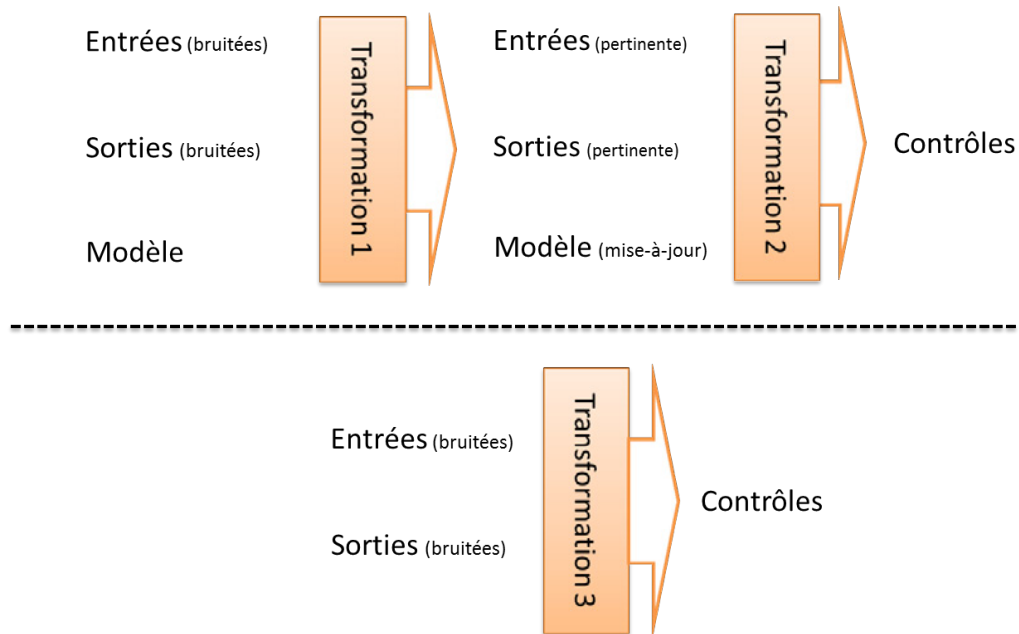 Entrées (bruitées)
Sorties (bruitées)
Modèle
Transformation 1
Entrées (pertinente)
Sorties (pertinente)
Modèle (mise-à-jour)
Transformation 2
Contrôles
Entrées (bruitées)
Sorties (bruitées)
Transformation 3
Contrôles